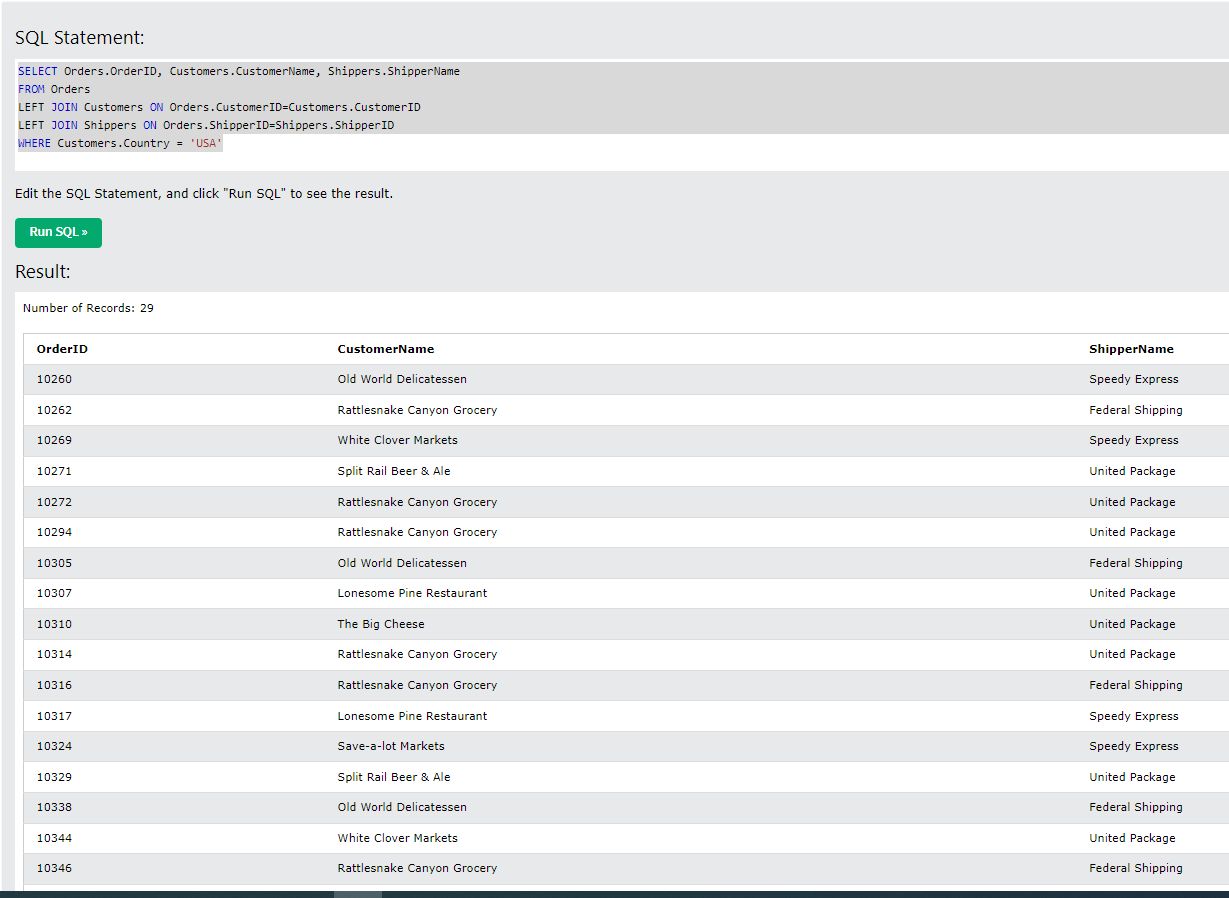 SQL Statement:
SELECT Orders.OrderID, Customers.CustomerName, Shippers.ShipperName
FROM Orders
LEFT JOIN Customers ON Orders.CustomerID=Customers.CustomerID
LEFT JOIN Shippers ON Orders.ShipperID=Shippers.ShipperID
WHERE Customers.Country = 'USA'
Edit the SQL Statement, and click "Run SQL" to see the result.
Run SQL »
Result:
Number of Records: 29
OrderID CustomerName ShipperName
10260 Old World Delicatessen Speedy Express
10262 Rattlesnake Canyon Grocery Federal Shipping
10269 White Clover Markets Speedy Express
10271 Split Rail Beer & Ale United Package
10272 Rattlesnake Canyon Grocery United Package
10294 Rattlesnake Canyon Grocery United Package
10305 Old World Delicatessen Federal Shipping
10307 Lonesome Pine Restaurant United Package
10310 The Big Cheese United Package
10314 Rattlesnake Canyon Grocery United Package
10316 Rattlesnake Canyon Grocery Federal Shipping
10317 Lonesome Pine Restaurant Speedy Express
10324 Save-a-lot Markets Speedy Express
10329 Split Rail Beer & Ale United Package
10338 Old World Delicatessen Federal Shipping
10344 White Clover Markets United Package
10346 Rattlesnake Canyon Grocery Federal Shipping